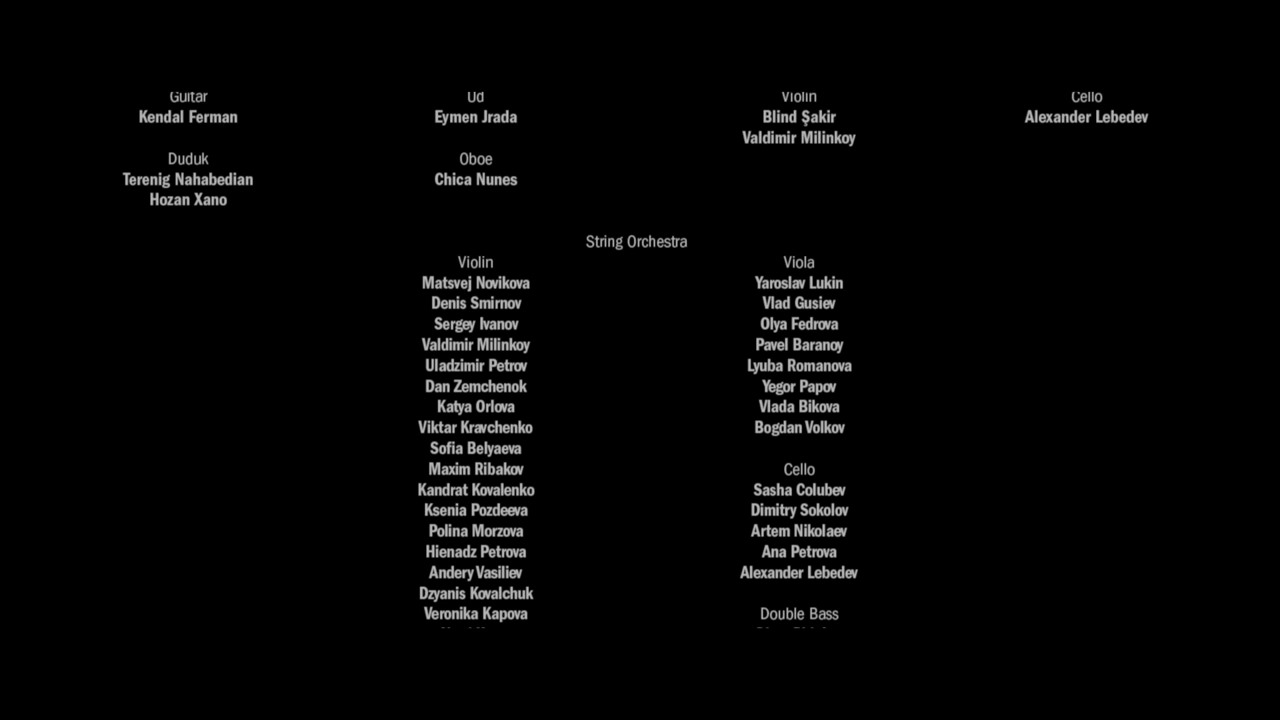 Guitar
Kendal Ferman
Ud
Eymen Jrada
Violin
Blind Şakir
Valdimir Milinkoy
Cello
Alexander Lebedev
Duduk
Terenig Nahabedian
Hozan Xano
Oboe
Chica Nunes
String Orchestra
Violin
Matsvej Novikova
Denis Smirnov
Sergey Ivanov
Valdimir Milinkoy
Uladzimir Petrov
Dan Zemchenok
Katya Orlova
Viktar Kravchenko
Sofia Belyaeva
Maxim Ribakov
Kandrat Kovalenko
Ksenia Pozdeeva
Polina Morzova
Hienadz Petrova
Andery Vasiliev
Dzyanis Kovalchuk
Veronika Kapova
Viola
Yaroslav Lukin
Vlad Gusiev
Olya Fedrova
Pavel Baranoy
Lyuba Romanova
Yegor Papov
Vlada Bikova
Bogdan Volkov
Cello
Sasha Colubev
Dimitry Sokolov
Artem Nikolaev
Ana Petrova
Alexander Lebedev
Double Bass